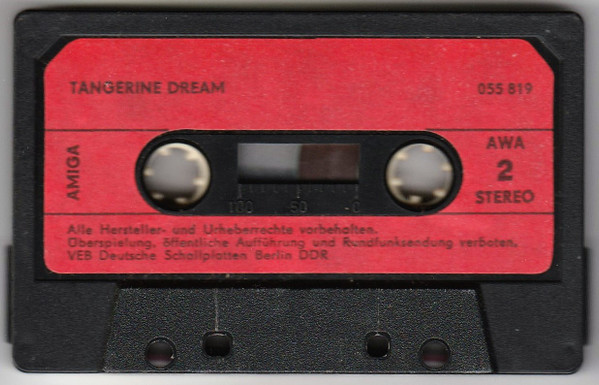 TANGERINE DREAM
055 819
AMIGA
AWA
2
STEREO
100 50 0
Alle Hersteller- und Urheberrechte vorbehalten.
Überspielung, öffentliche Aufführung und Rundfunksendung verboten.
VEB Deutsche Schallplatten Berlin DDR